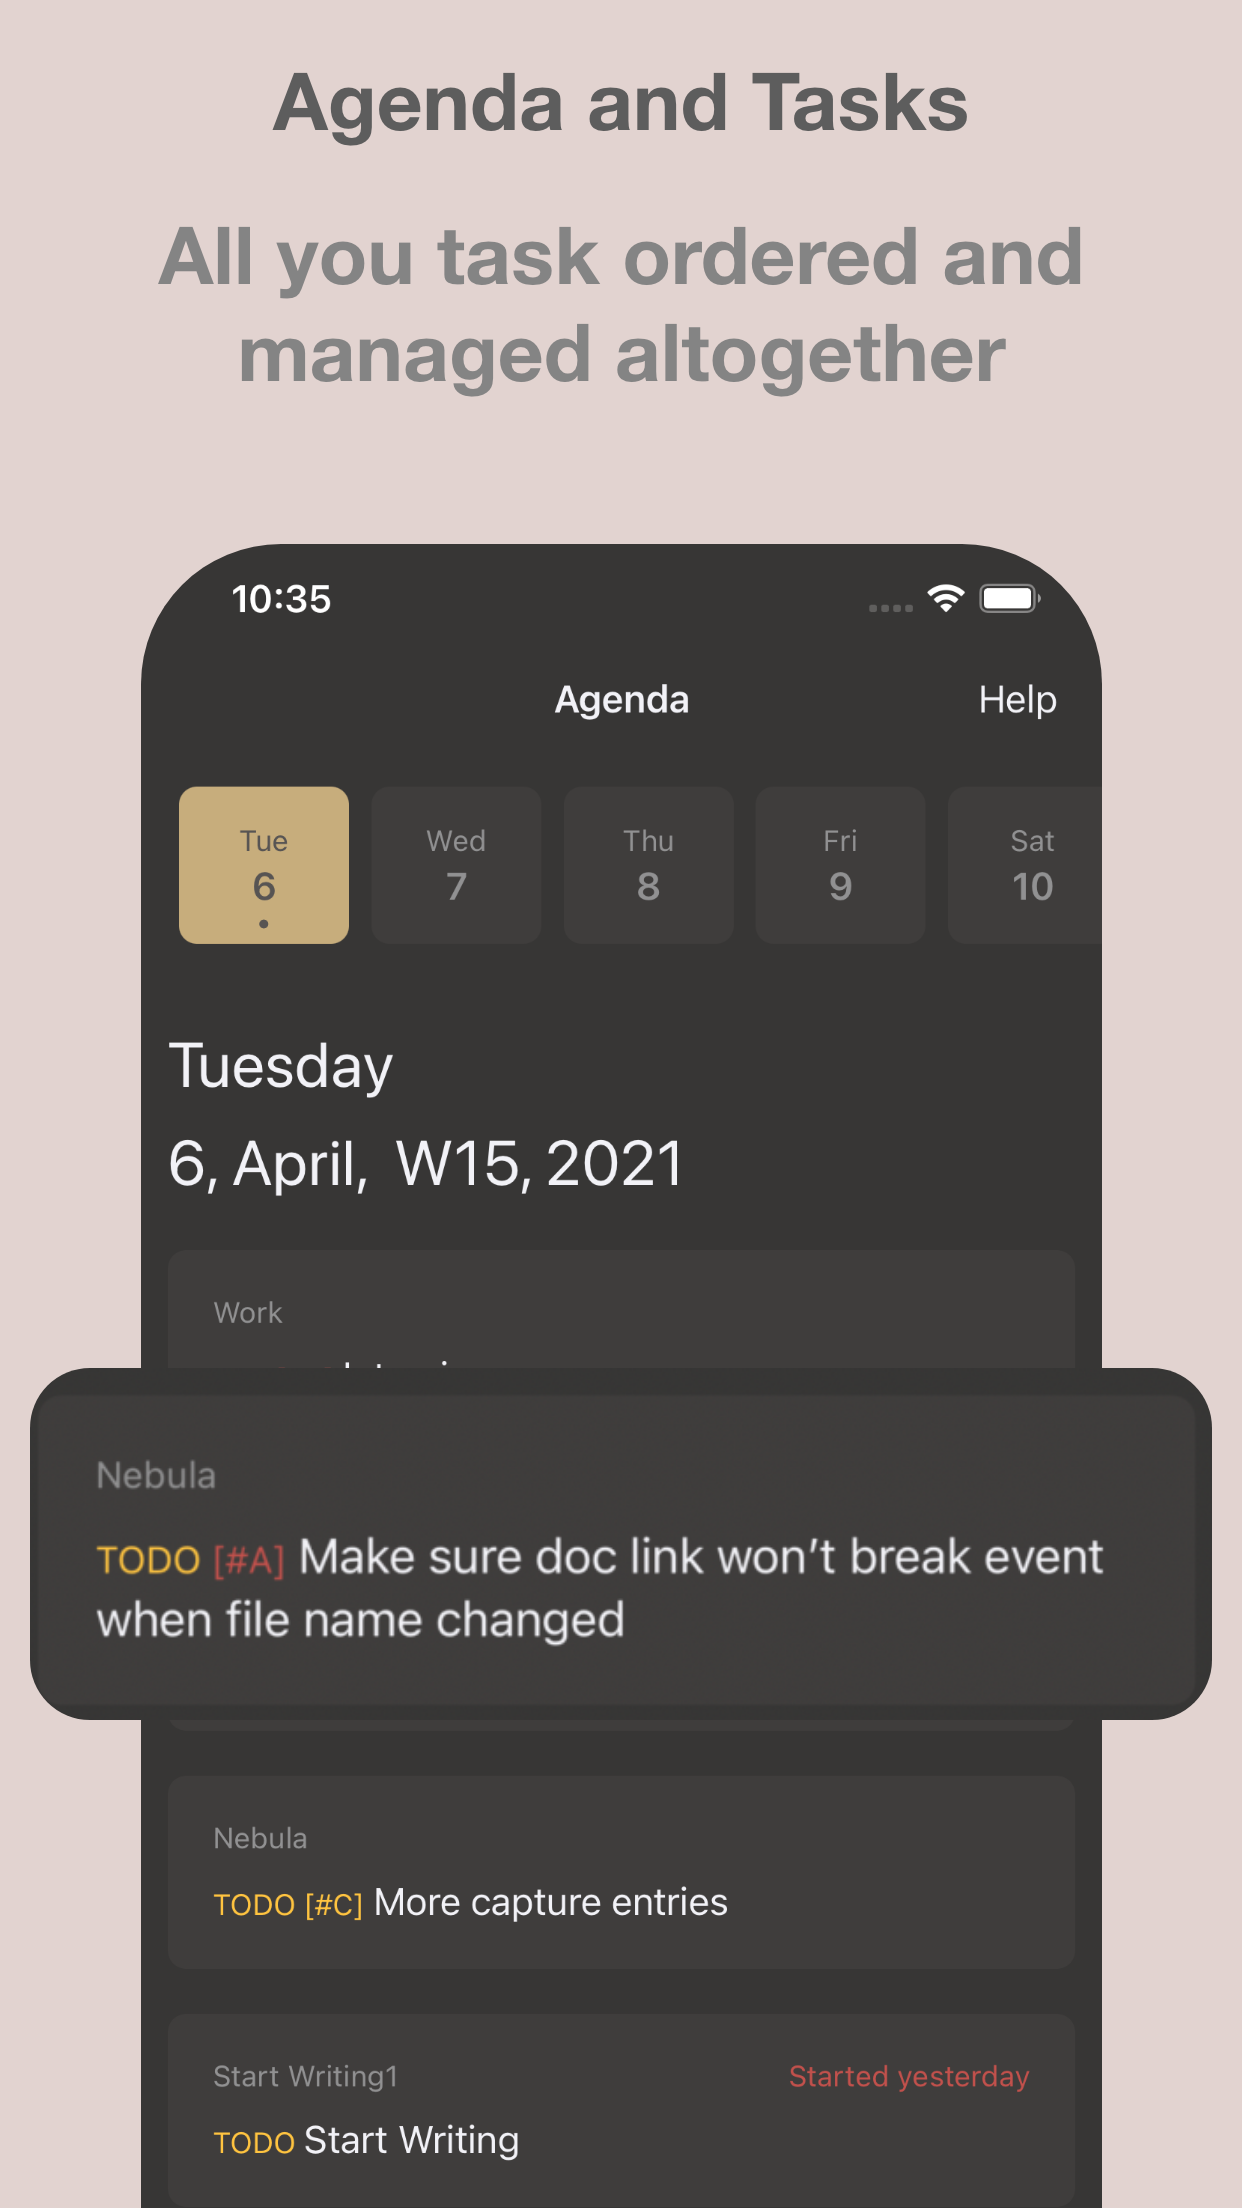 Agenda and Tasks
All you task ordered and
managed altogether
10:35
Agenda
Help
Tue
6
Wed
7
Thu
8
Fri
9
Sat
10
Tuesday
6, April,  W15, 2021
Work
Nebula
TODO [#A] Make sure doc link won’t break event
when file name changed
Nebula
TODO [#C] More capture entries
Start Writing1
Started yesterday
TODO Start Writing